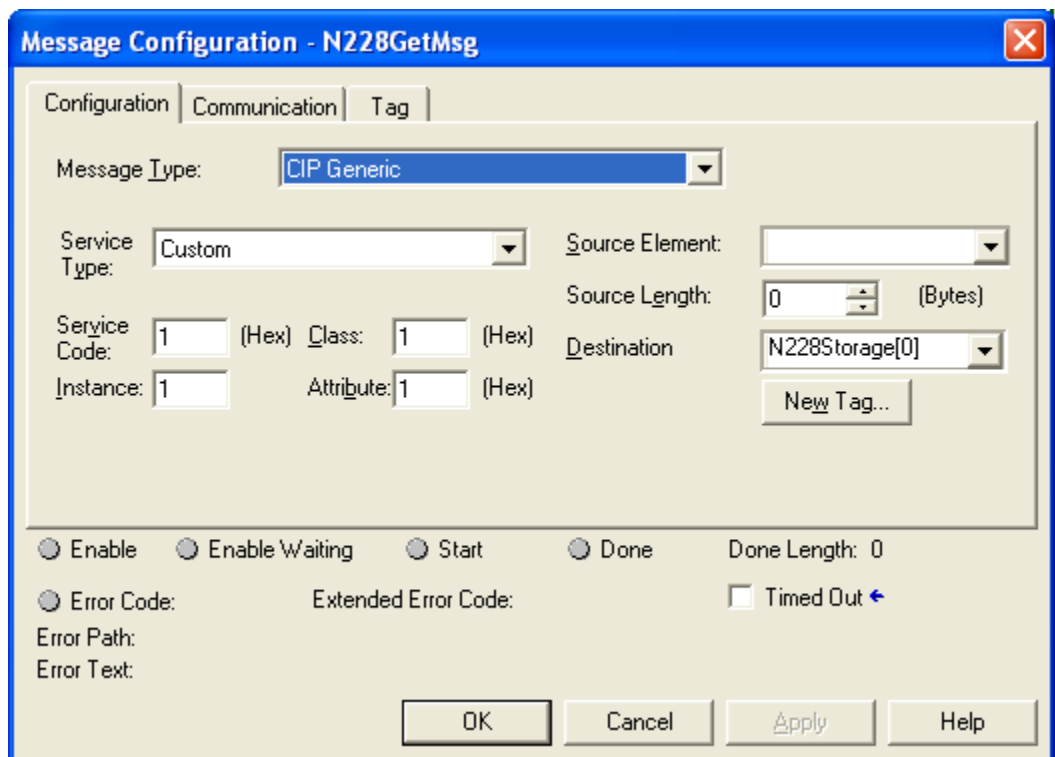 Message Configuration - N228GetMsg
Configuration Communication Tag
Message Type: CIP Generic
Service Type: Custom
Source Element:
Source Length: 0 (Bytes)
Service Code: 1 (Hex) Class: 1 (Hex)
Destination N228Storage[0]
Instance: 1 Attribute: 1 (Hex)
New Tag...
Enable Enable Waiting Start Done Done Length: 0
Error Code: Extended Error Code: Timed Out
Error Path:
Error Text:
OK Cancel Apply Help